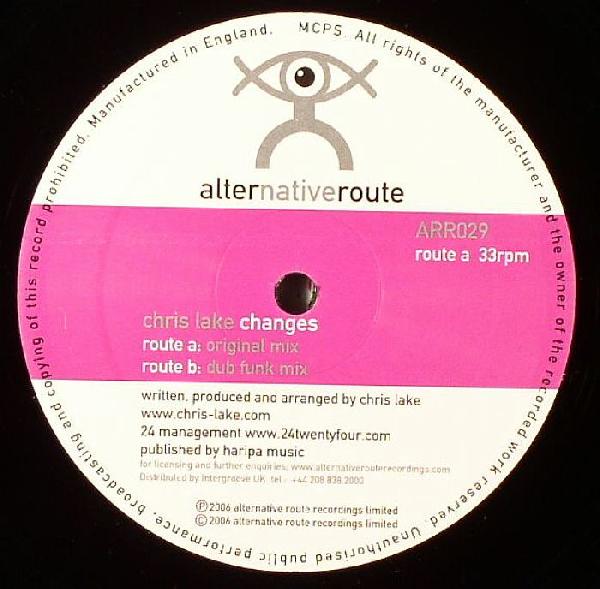 Manufactured in England. MCPS. All rights of the manufacturer and the owner of the recorded work reserved. Unauthorised public performance, broadcasting and copying of this record prohibited.
alternativeroute
ARR029
route a 33rpm
chris lake changes
route a: original mix
route b: dub funk mix
written, produced and arranged by chris lake
www.chris-lake.com
24 management www.24twentyfour.com
published by haripa music
for licensing and further enquiries: www.alternativerouterecordings.com
Distributed by Intergroove UK. tel: +44 208 838 2000
Ⓟ 2006 alternative route recordings limited
© 2006 alternative route recordings limited